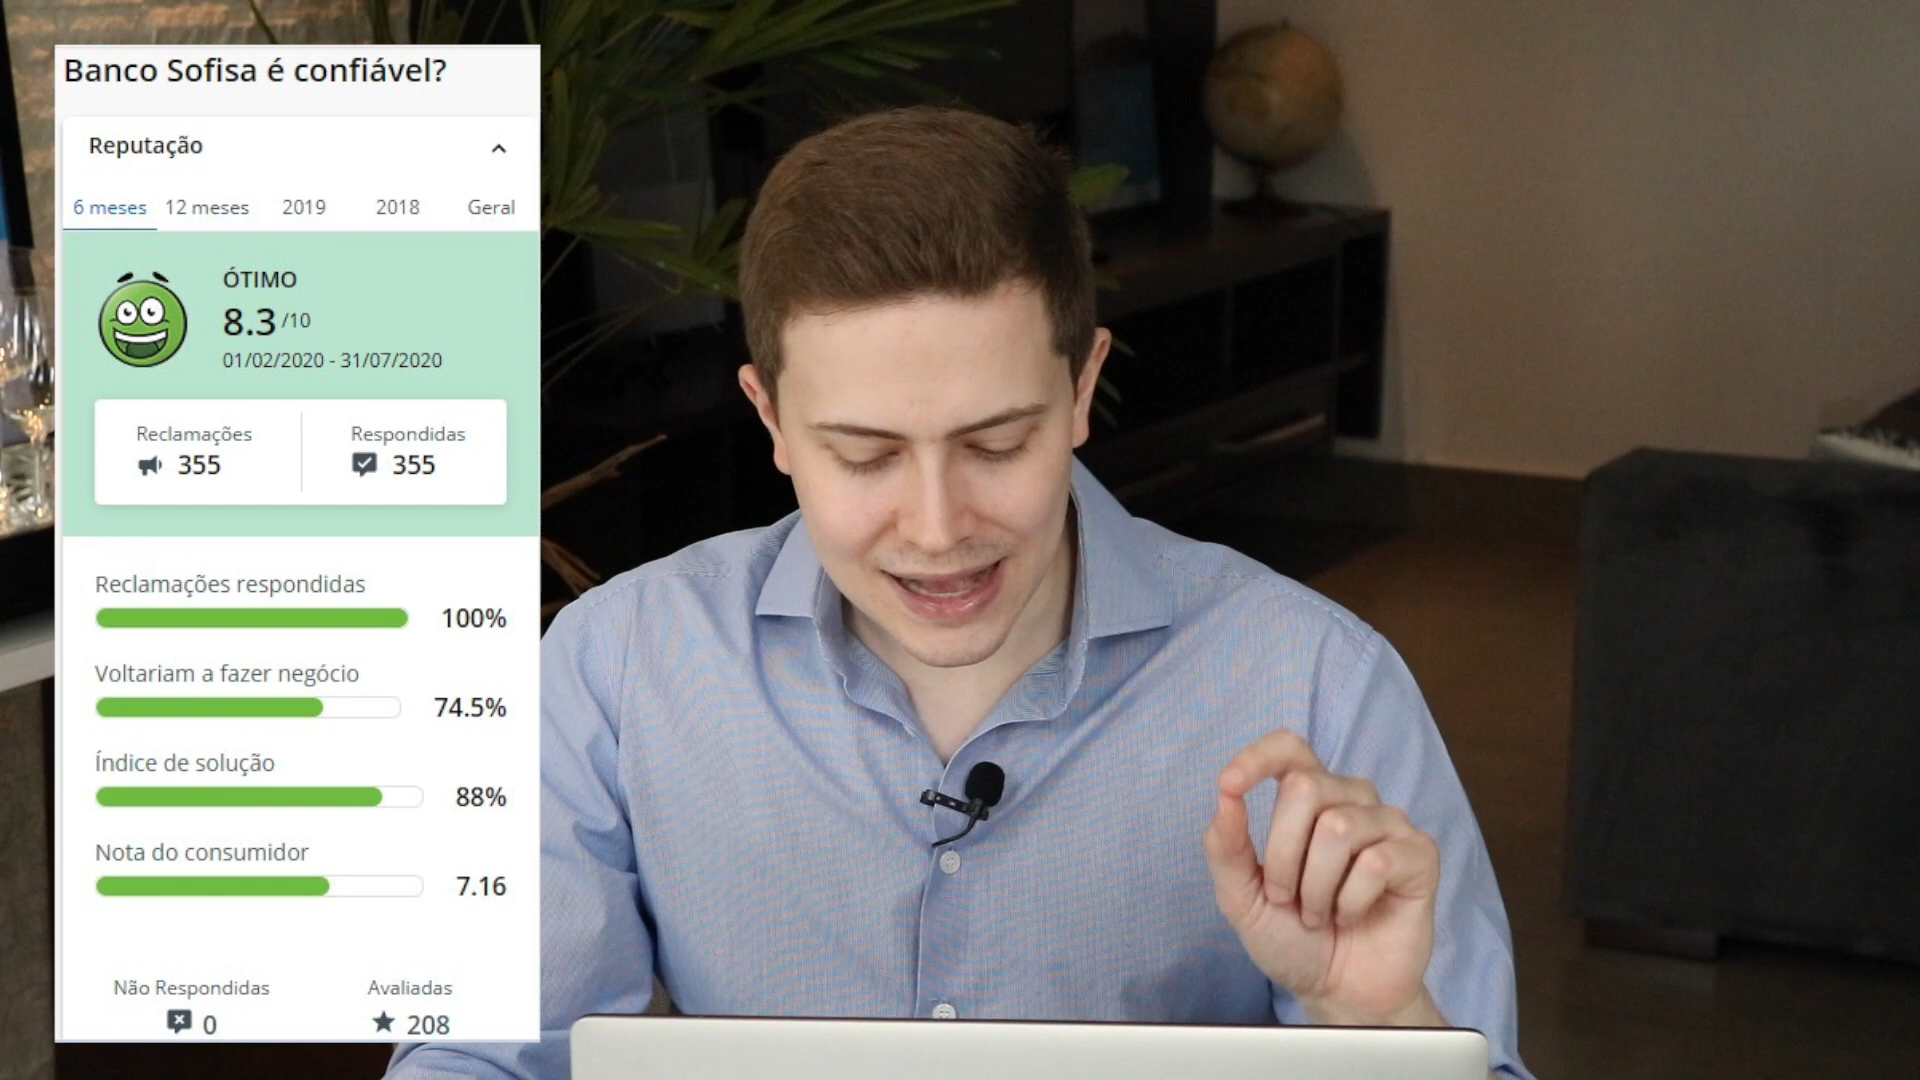 Banco Sofisa é confiável?
Reputação
6 meses 12 meses 2019 2018 Geral
ÓTIMO
8.3 /10
01/02/2020 - 31/07/2020
Reclamações Respondidas
355 355
Reclamações respondidas
100%
Voltariam a fazer negócio
74.5%
Índice de solução
88%
Nota do consumidor
7.16
Não Respondidas Avaliadas
0 208